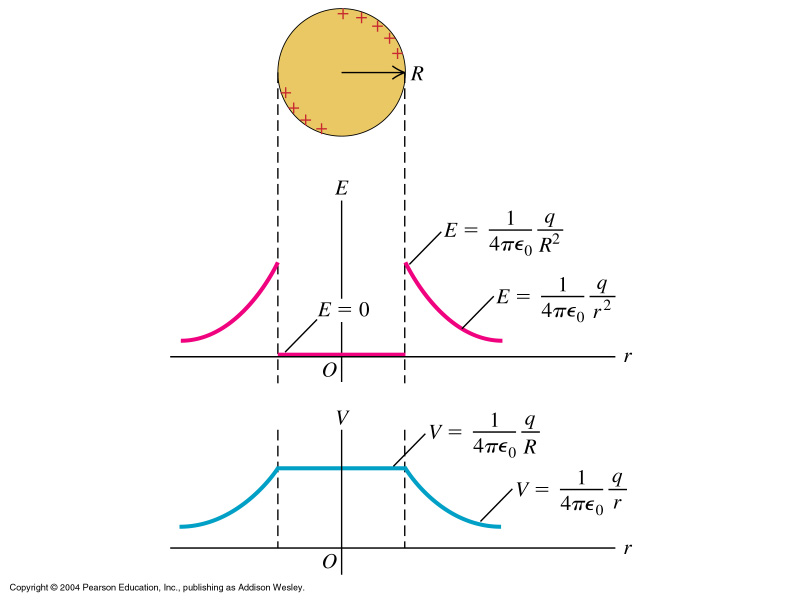 + + + + +
R
+ + + +
E
E = 1/4πϵ₀ q/R²
E = 1/4πϵ₀ q/r²
E = 0
r
O
V
V = 1/4πϵ₀ q/R
V = 1/4πϵ₀ q/r
r
O
Copyright © 2004 Pearson Education, Inc., publishing as Addison Wesley.